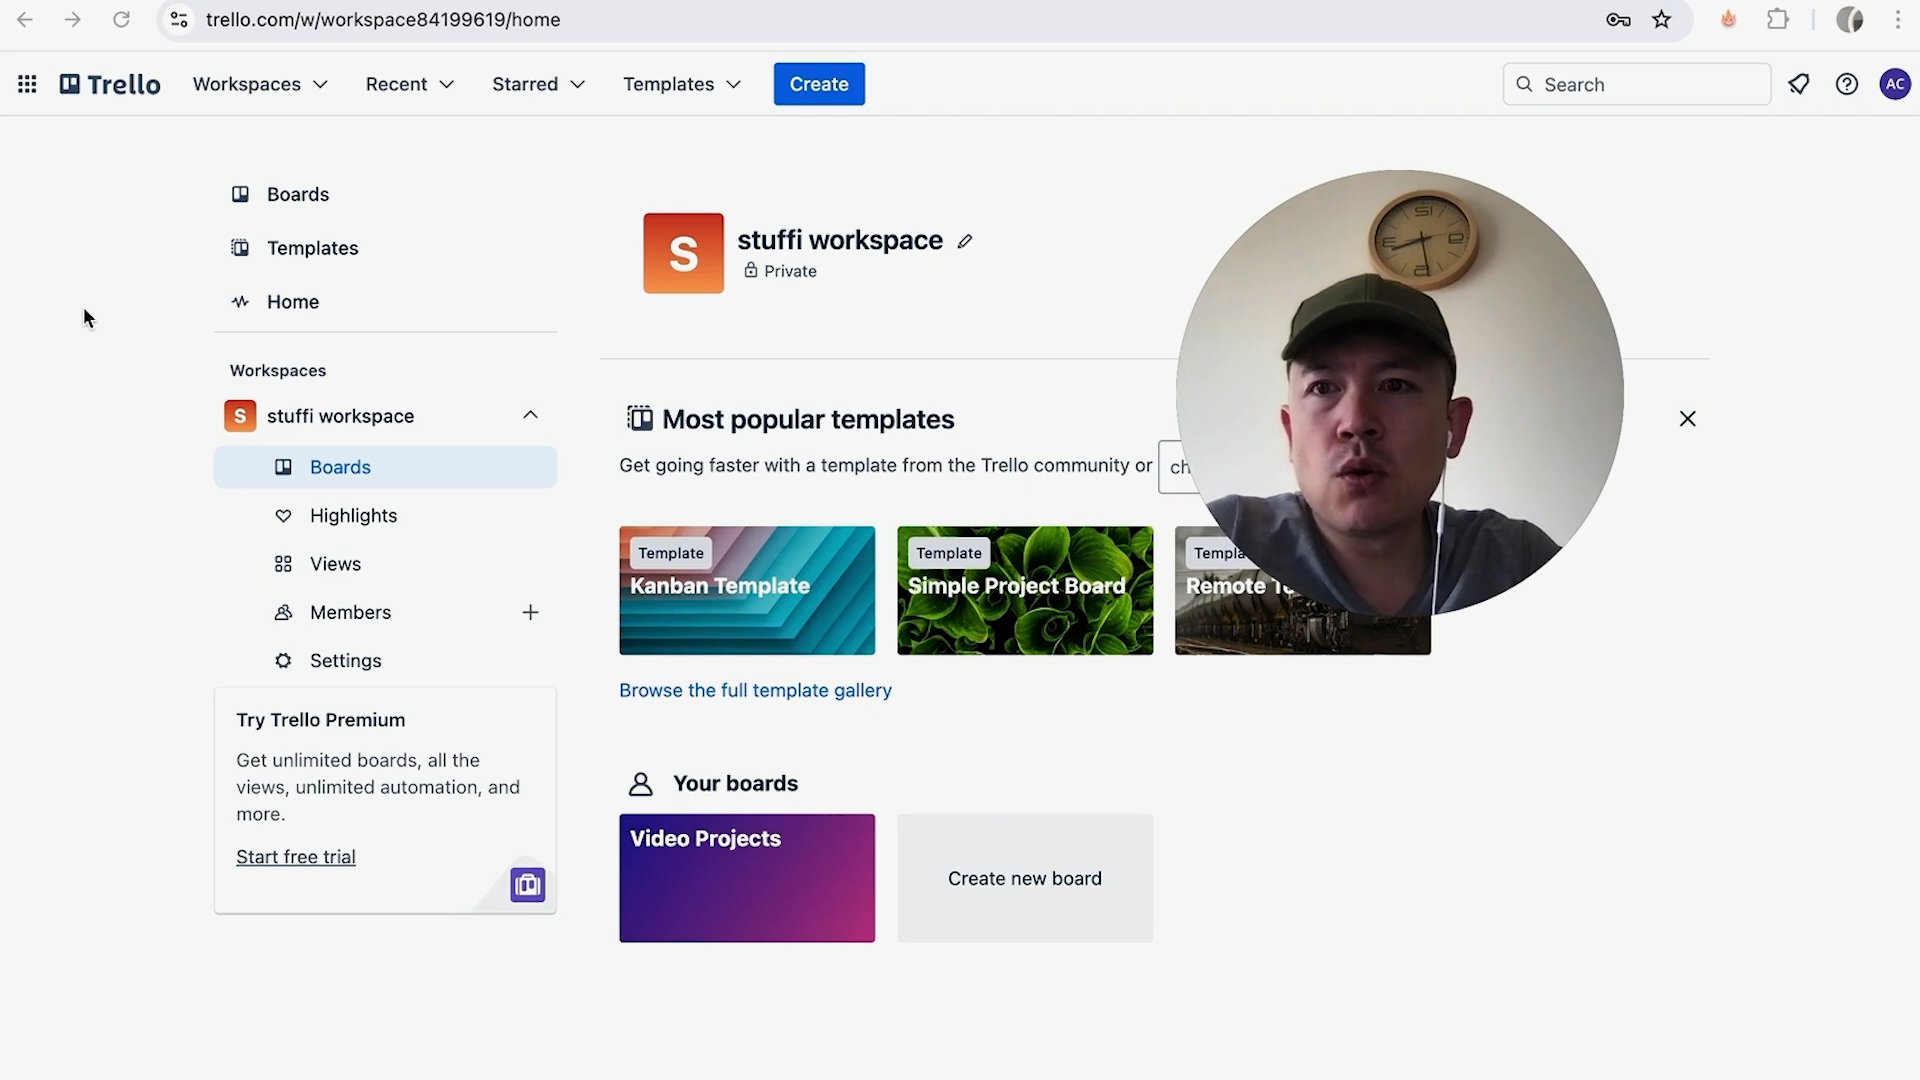 trello.com/w/workspace84199619/home
Trello
Workspaces
Recent
Starred
Templates
Create
Search
AC
Boards
Templates
Home
Workspaces
S
stuffi workspace
Boards
Highlights
Views
Members
Settings
Try Trello Premium
Get unlimited boards, all the
views, unlimited automation, and
more.
Start free trial
S
stuffi workspace
Private
Most popular templates
Get going faster with a template from the Trello community or
Template
Kanban Template
Template
Simple Project Board
Remote
Browse the full template gallery
Your boards
Video Projects
Create new board